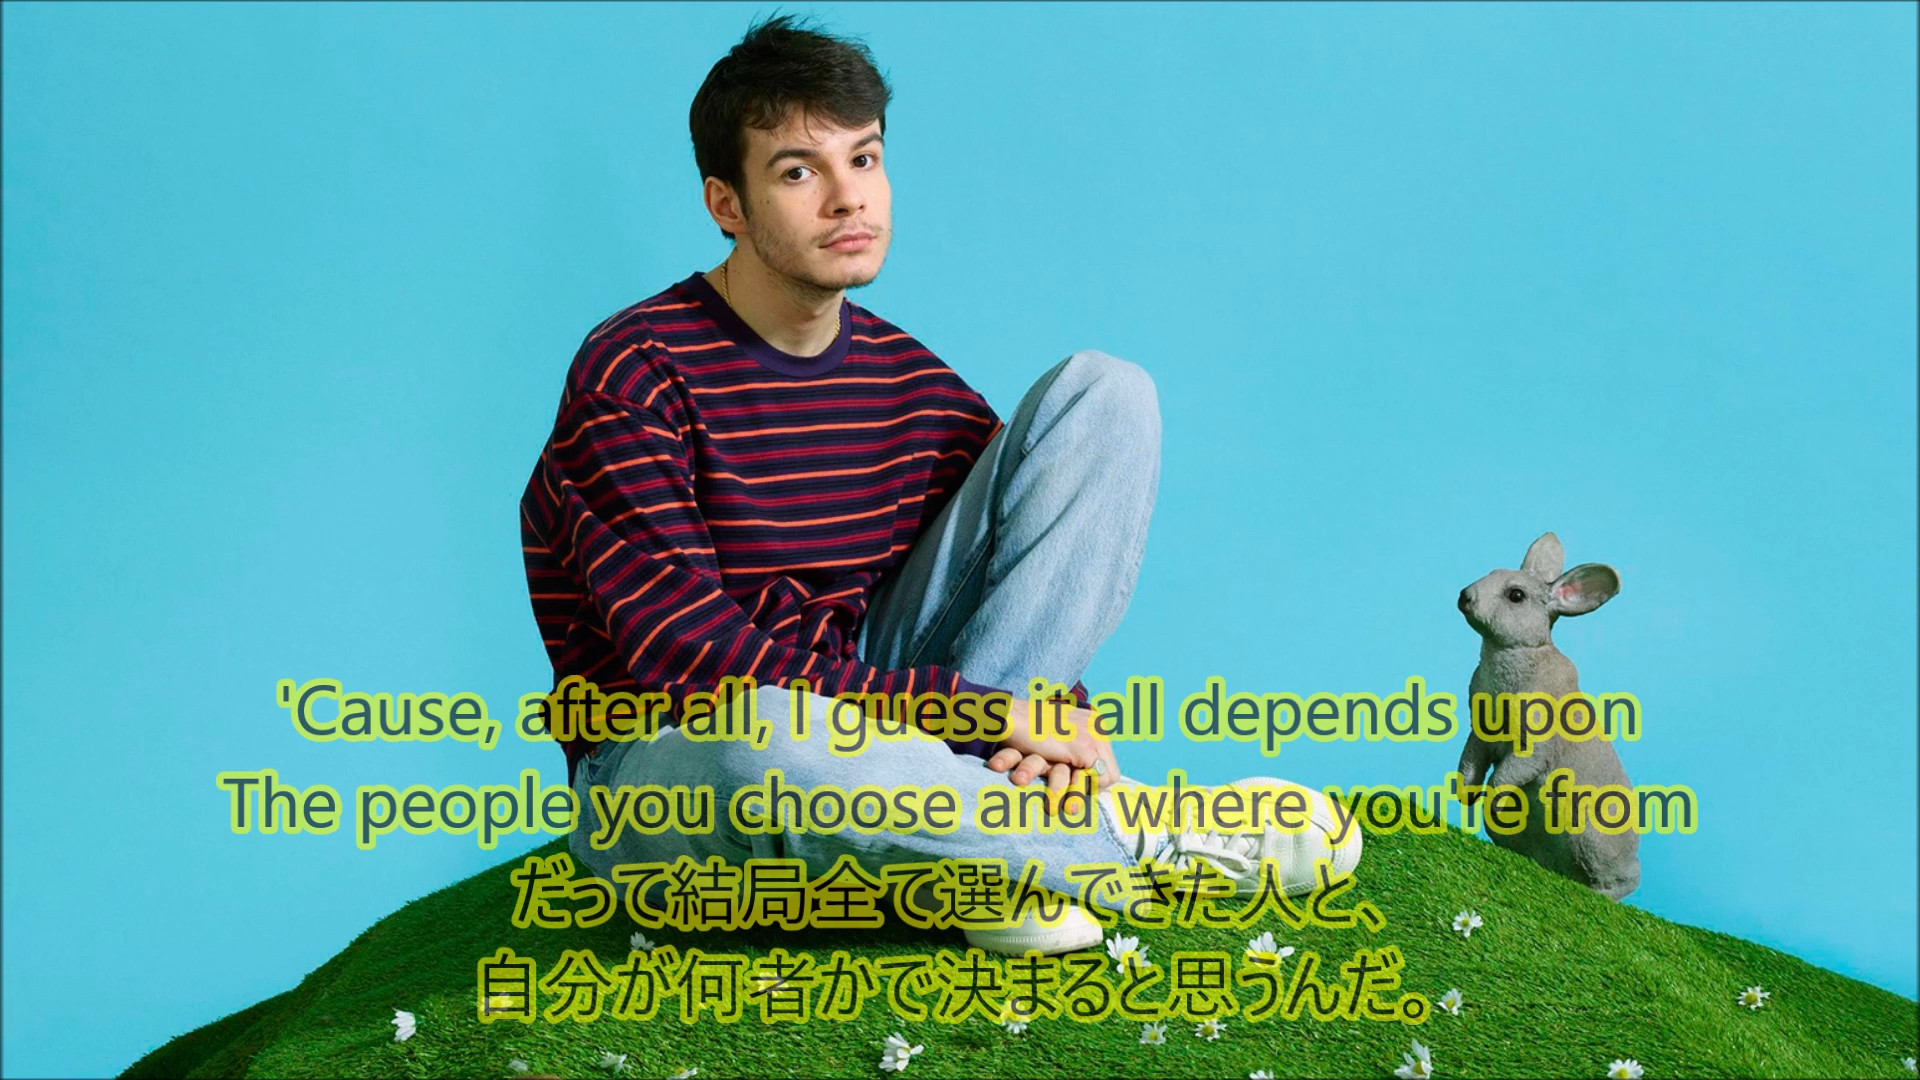 'Cause, after all, I guess it all depends upon
The people you choose and where you're from
だって結局全て選んできた人と、
自分が何者かで決まると思うんだ。